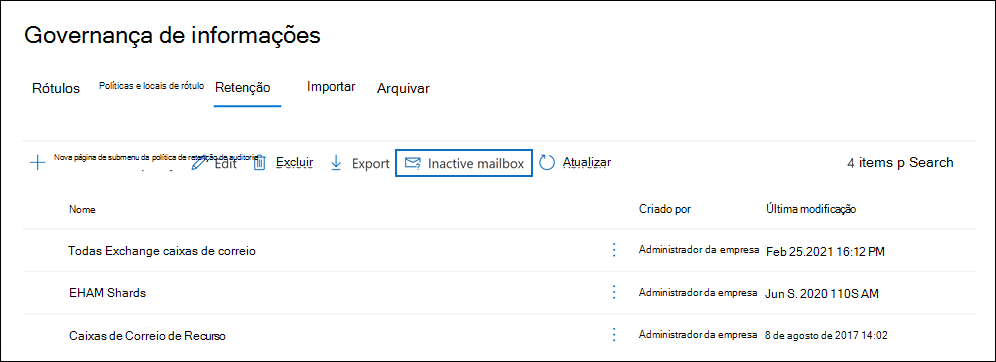 Governança de informações
Rótulos Políticas e locais de rótulo Retenção Importar Arquivar
Nova página de submenu da política de retenção de auditoria Edit Excluir Export Inactive mailbox Atualizar 4 items p Search
Nome Criado por Última modificação
Todas Exchange caixas de correio Administrador da empresa Feb 25.2021 16:12 PM
EHAM Shards Administrador da empresa Jun S. 2020 110S AM
Caixas de Correio de Recurso Administrador da empresa 8 de agosto de 2017 14:02